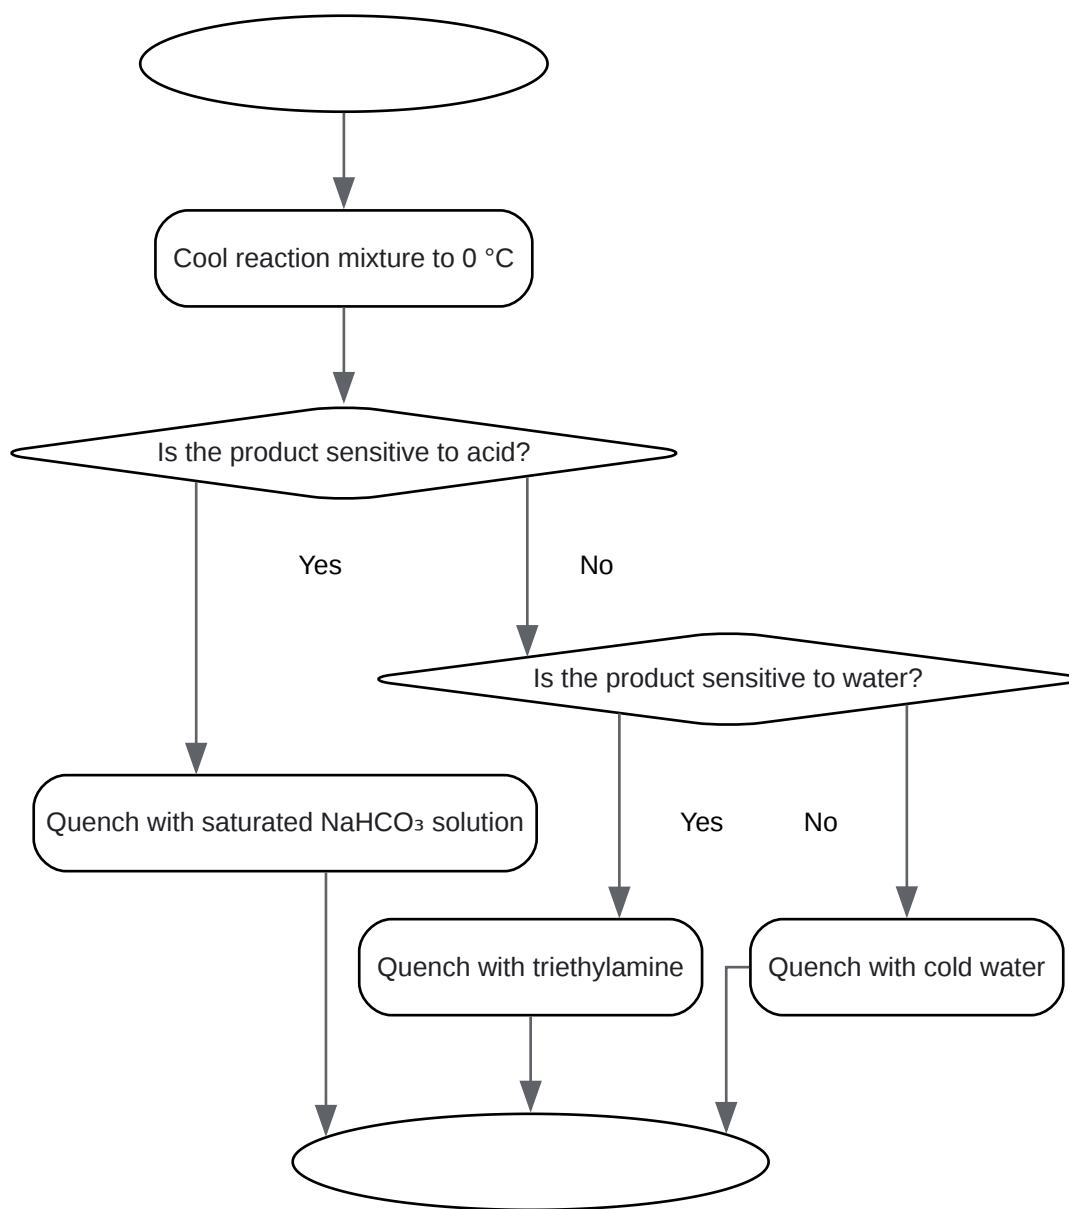 Cool reaction mixture to 0 °C
Is the product sensitive to acid?
Yes
No
Is the product sensitive to water?
Quench with saturated NaHCO₃ solution
Yes
No
Quench with triethylamine
Quench with cold water